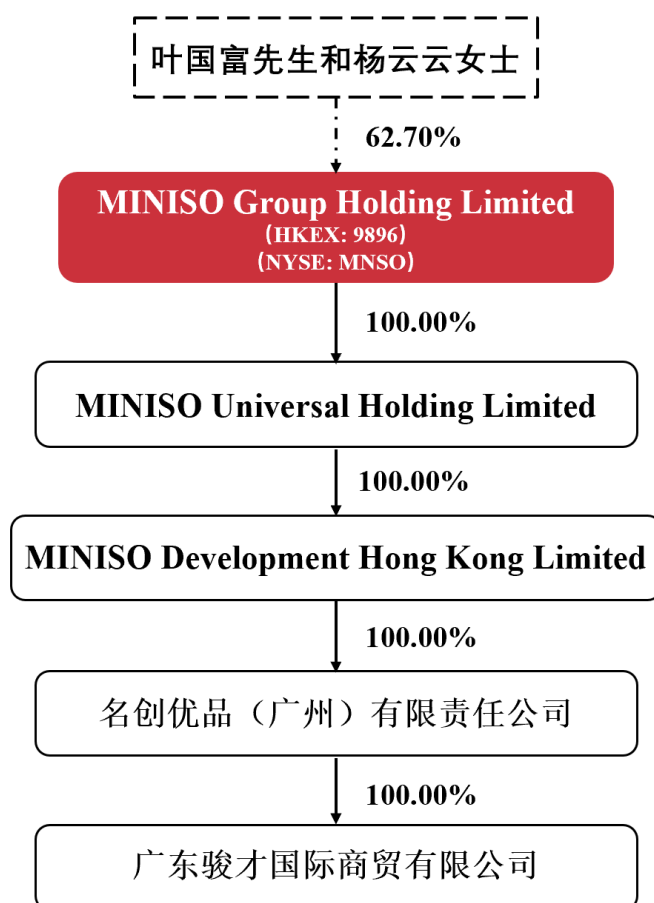 叶国富先生和杨云云女士
62.70%
MINISO Group Holding Limited
(HKEX: 9896)
(NYSE: MNSO)
100.00%
MINISO Universal Holding Limited
100.00%
MINISO Development Hong Kong Limited
100.00%
名创优品（广州）有限责任公司
100.00%
广东骏才国际商贸有限公司